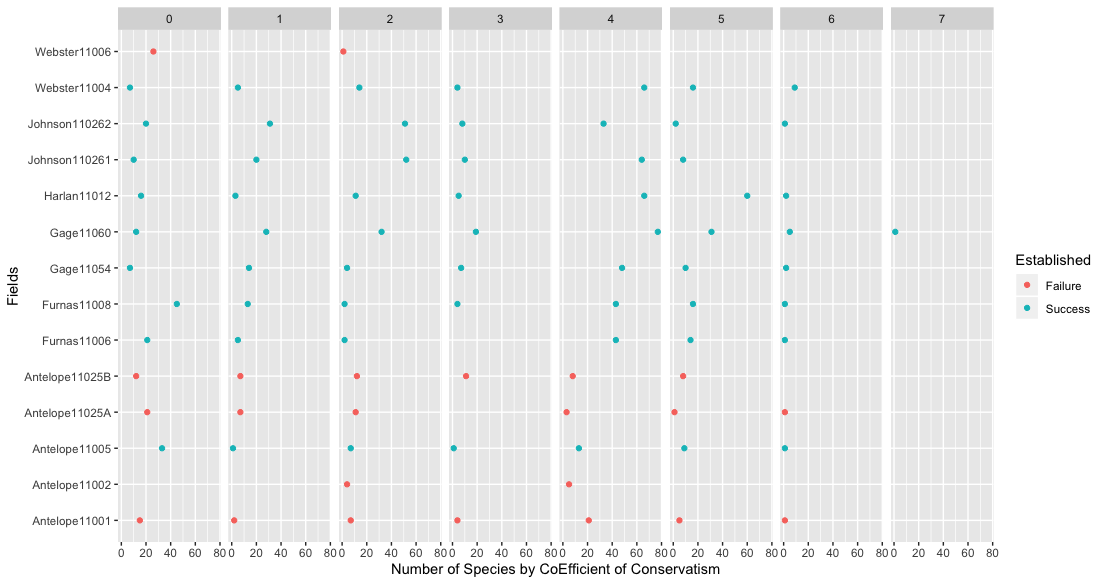 0 1 2 3 4 5 6 7
Webster11006
Webster11004
Johnson110262
Johnson110261
Harlan11012
Gage11060
Gage11054
Furnas11008
Furnas11006
Antelope11025B
Antelope11025A
Antelope11005
Antelope11002
Antelope11001
Fields
0 20 40 60 80 0 20 40 60 80 0 20 40 60 80 0 20 40 60 80 0 20 40 60 80 0 20 40 60 80 0 20 40 60 80 0 20 40 60 80
Number of Species by CoEfficient of Conservatism
Established
Failure
Success